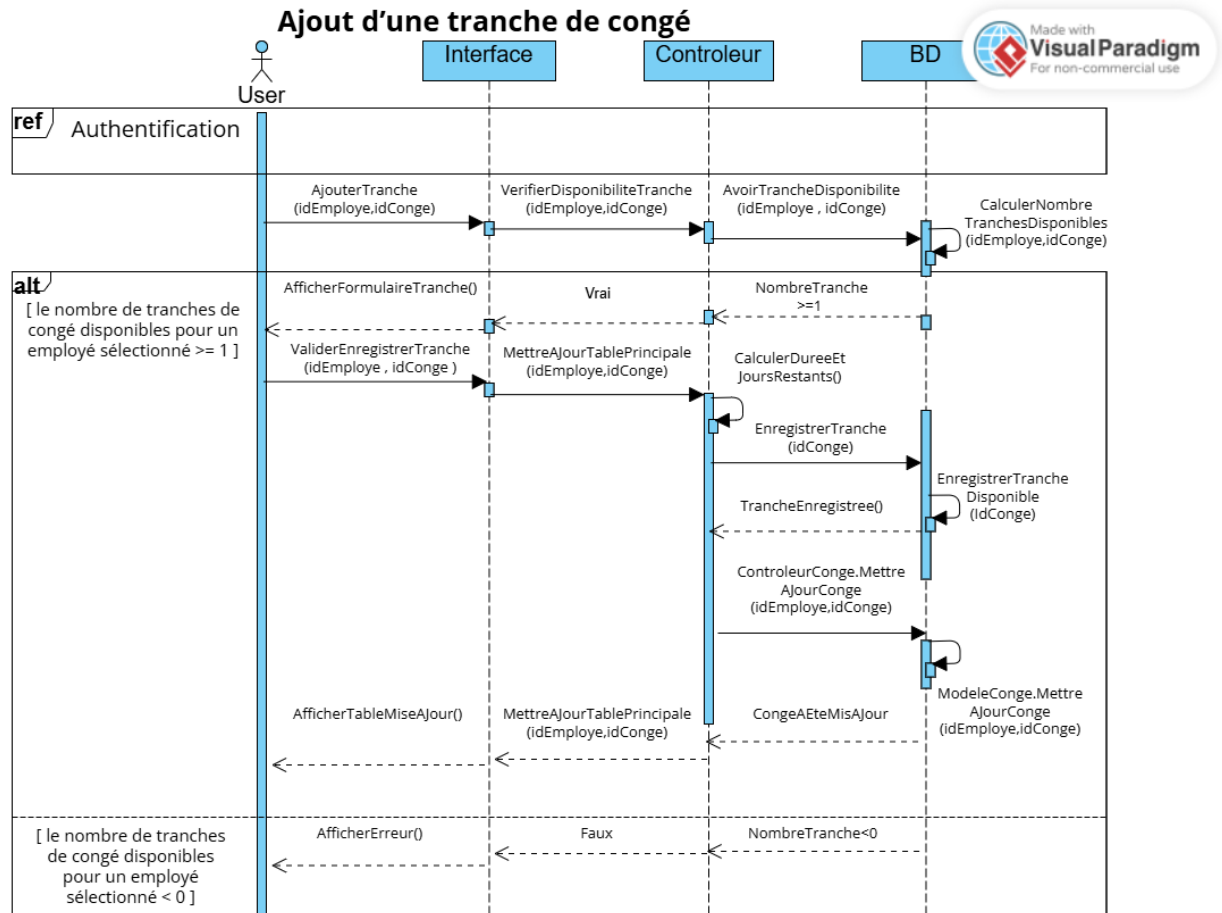 Ajout d’une tranche de congé
Made with
Visual Paradigm
For non-commercial use
Interface
Controleur
BD
User
ref
Authentification
AjouterTranche
(idEmploye,idConge)
VerifierDisponibiliteTranche
(idEmploye,idConge)
AvoirTrancheDisponibilite
(idEmploye , idConge)
CalculerNombre
TranchesDisponibles
(idEmploye,idConge)
alt
[ le nombre de tranches de
congé disponibles pour un
employé sélectionné >= 1 ]
AfficherFormulaireTranche()
Vrai
NombreTranche
>=1
ValiderEnregistrerTranche
(idEmploye , idConge )
MettreAJourTablePrincipale
(idEmploye,idConge)
CalculerDureeEt
JoursRestants()
EnregistrerTranche
(idConge)
EnregistrerTranche
Disponible
(IdConge)
TrancheEnregistree()
ControleurConge.Mettre
AJourConge
(idEmploye,idConge)
ModeleConge.Mettre
AJourConge
(idEmploye,idConge)
AfficherTableMiseAJour()
MettreAJourTablePrincipale
(idEmploye,idConge)
CongeAEteMisAJour
[ le nombre de tranches
de congé disponibles
pour un employé
sélectionné < 0 ]
AfficherErreur()
Faux
NombreTranche<0